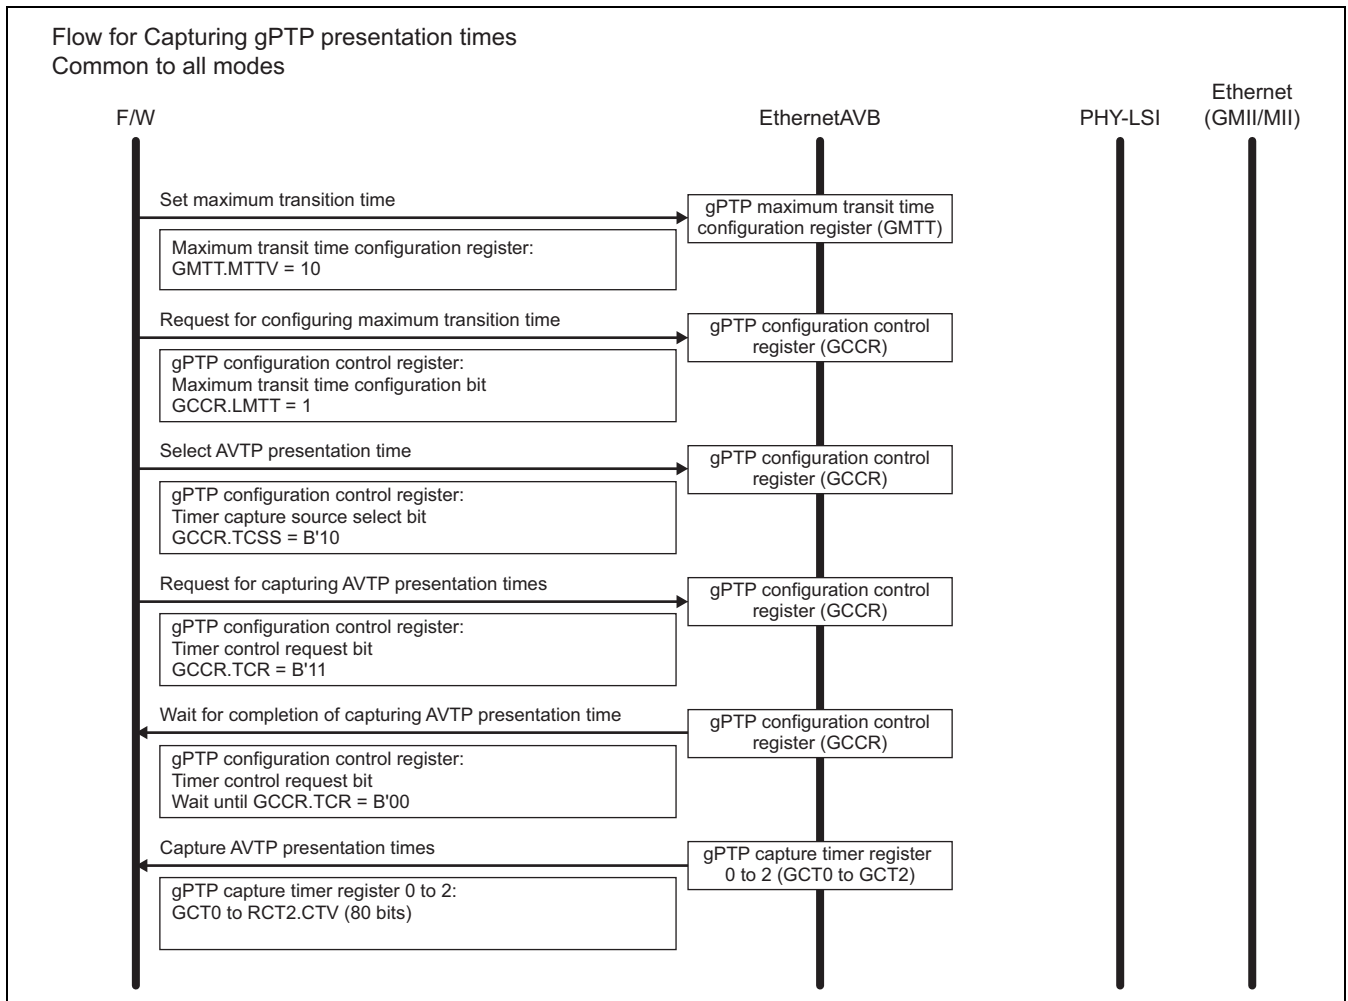 Flow for Capturing gPTP presentation times
Common to all modes
F/W
EthernetAVB
PHY-LSI
Ethernet
(GMII/MII)
Set maximum transition time
gPTP maximum transit time
configuration register (GMTT)
Maximum transit time configuration register:
GMTT.MTTV = 10
Request for configuring maximum transition time
gPTP configuration control
register (GCCR)
gPTP configuration control register:
Maximum transit time configuration bit
GCCR.LMTT = 1
Select AVTP presentation time
gPTP configuration control
register (GCCR)
gPTP configuration control register:
Timer capture source select bit
GCCR.TCSS = B'10
Request for capturing AVTP presentation times
gPTP configuration control
register (GCCR)
gPTP configuration control register:
Timer control request bit
GCCR.TCR = B'11
Wait for completion of capturing AVTP presentation time
gPTP configuration control
register (GCCR)
gPTP configuration control register:
Timer control request bit
Wait until GCCR.TCR = B'00
Capture AVTP presentation times
gPTP capture timer register
0 to 2 (GCT0 to GCT2)
gPTP capture timer register 0 to 2:
GCT0 to RCT2.CTV (80 bits)